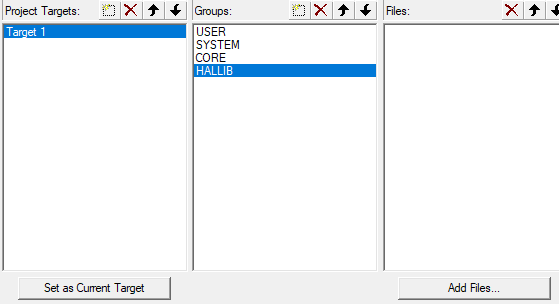 Project Targets:
Groups:
Files:
Target 1
USER
SYSTEM
CORE
HALLIB
Set as Current Target
Add Files...